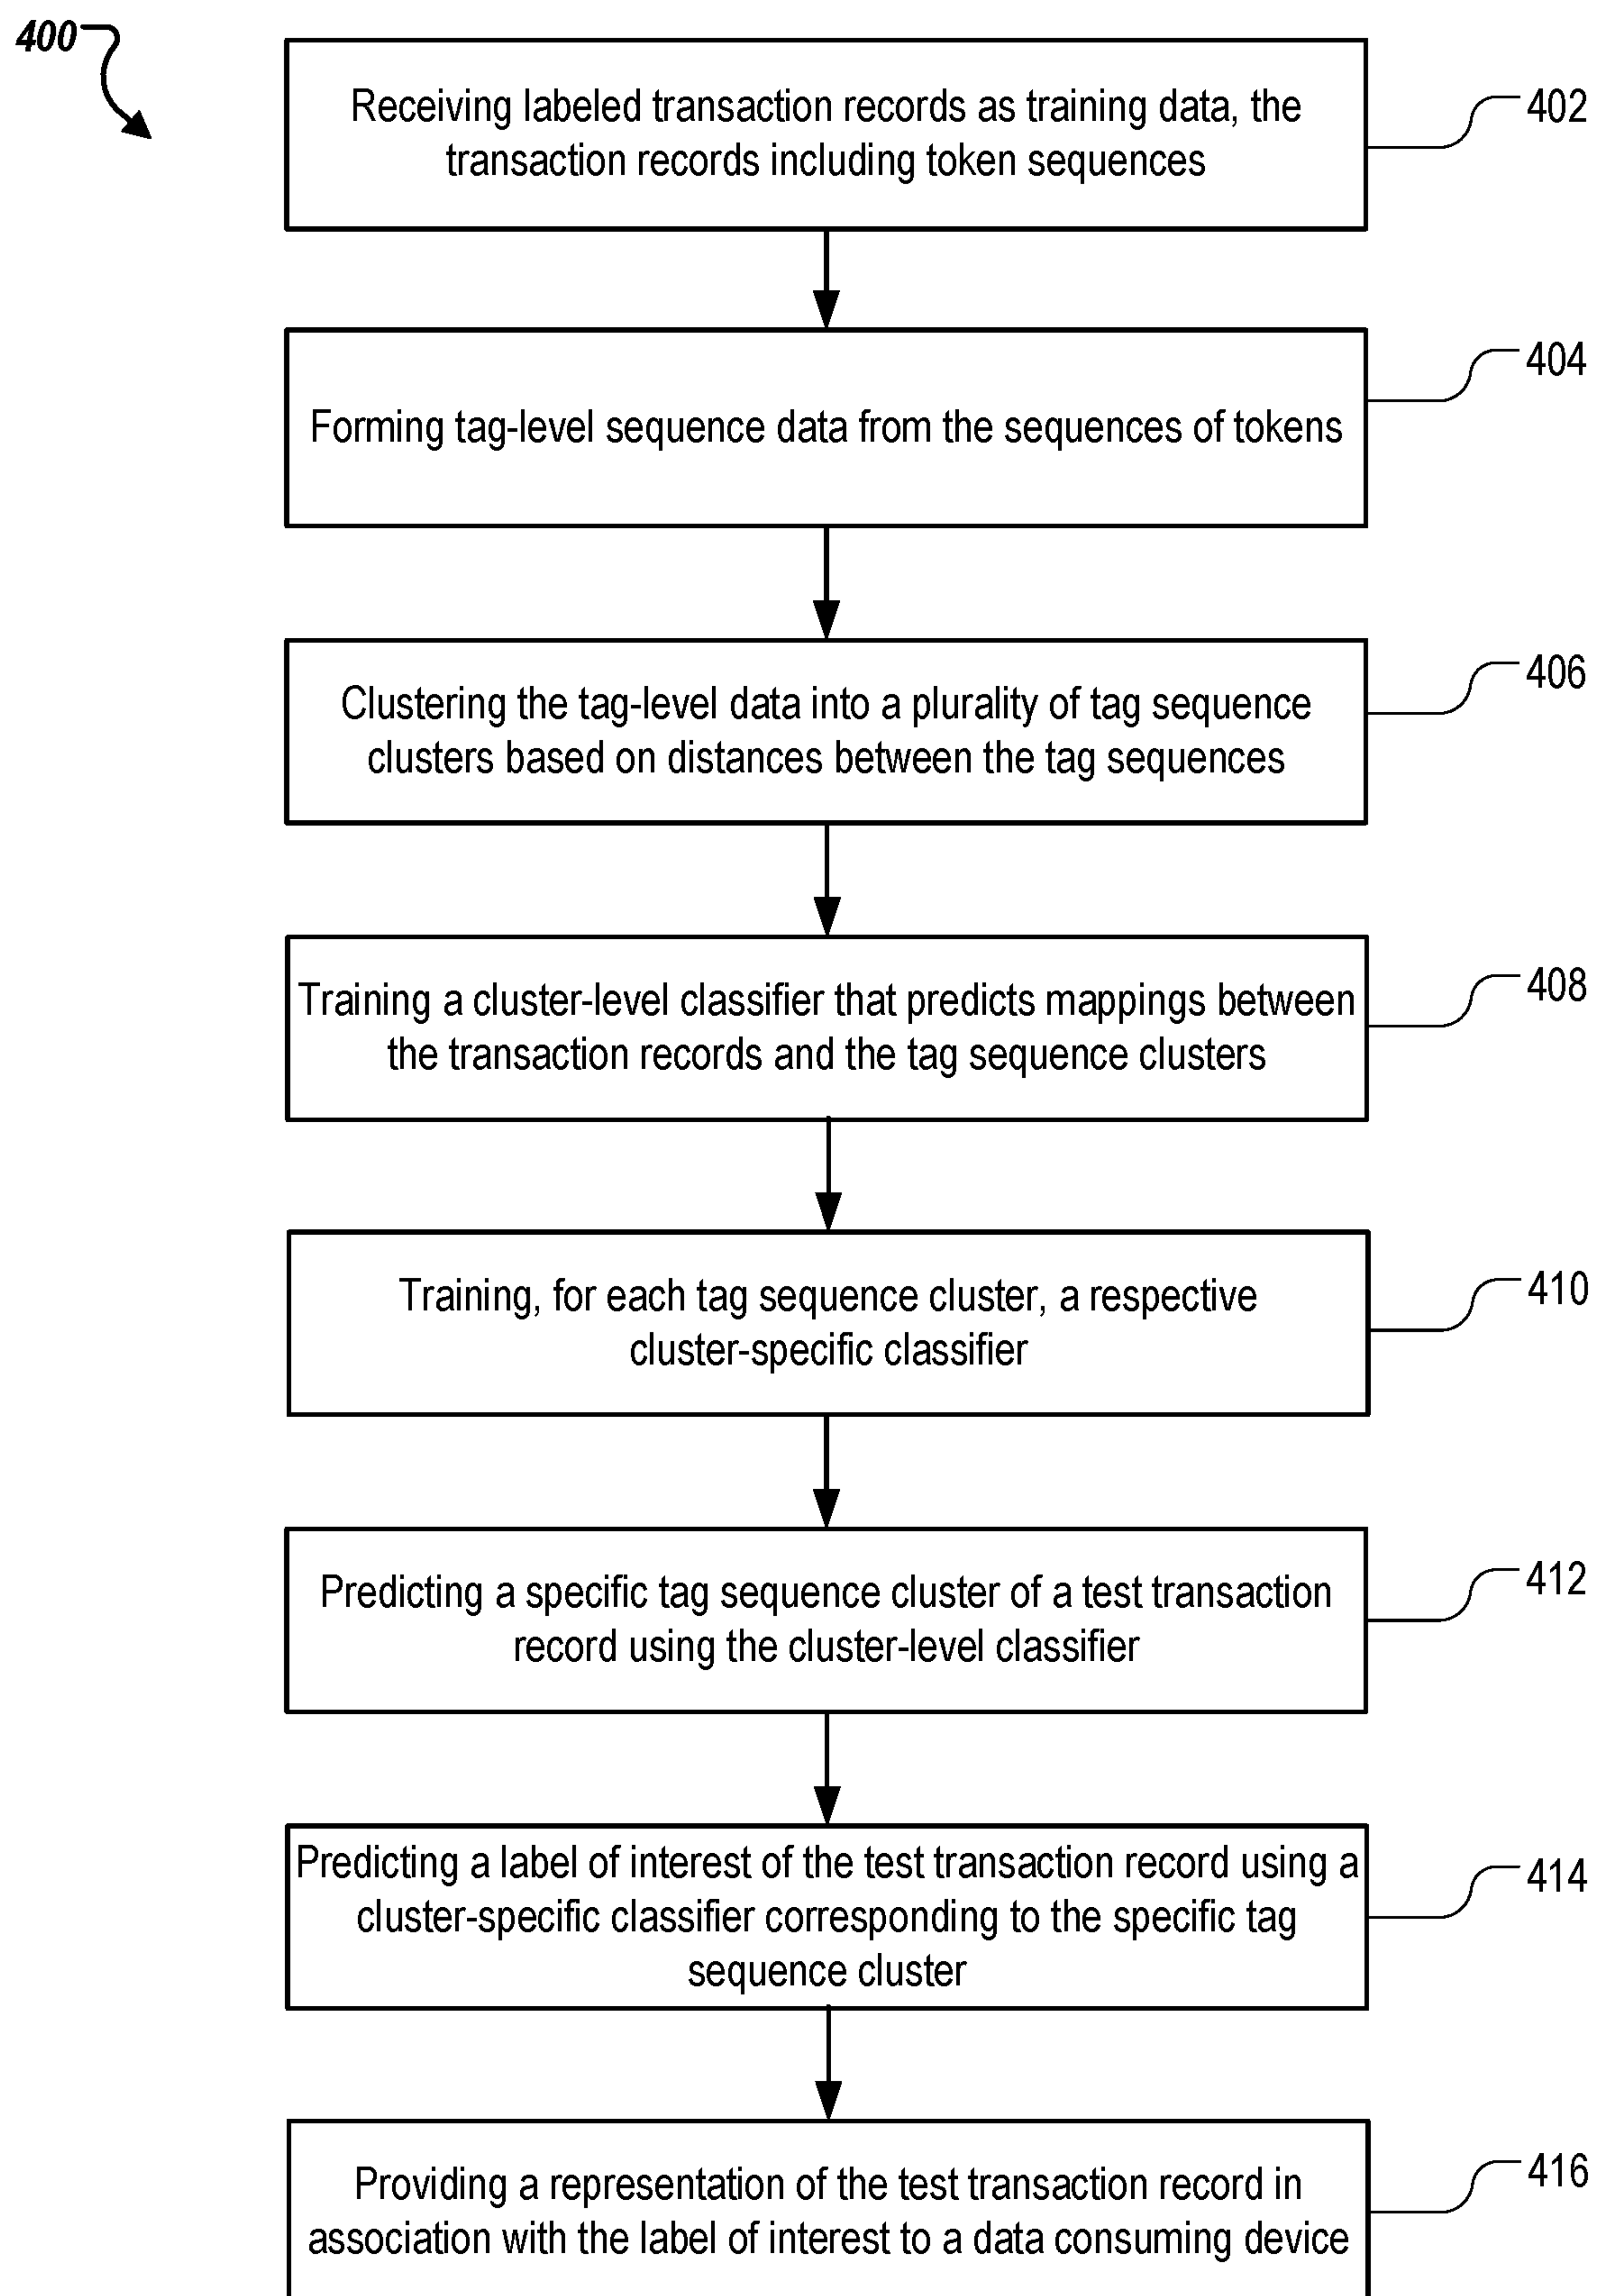 400
Receiving labeled transaction records as training data, the
transaction records including token sequences
402
Forming tag-level sequence data from the sequences of tokens
404
Clustering the tag-level data into a plurality of tag sequence
clusters based on distances between the tag sequences
406
Training a cluster-level classifier that predicts mappings between
the transaction records and the tag sequence clusters
408
Training, for each tag sequence cluster, a respective
cluster-specific classifier
410
Predicting a specific tag sequence cluster of a test transaction
record using the cluster-level classifier
412
Predicting a label of interest of the test transaction record using a
cluster-specific classifier corresponding to the specific tag
sequence cluster
414
Providing a representation of the test transaction record in
association with the label of interest to a data consuming device
416